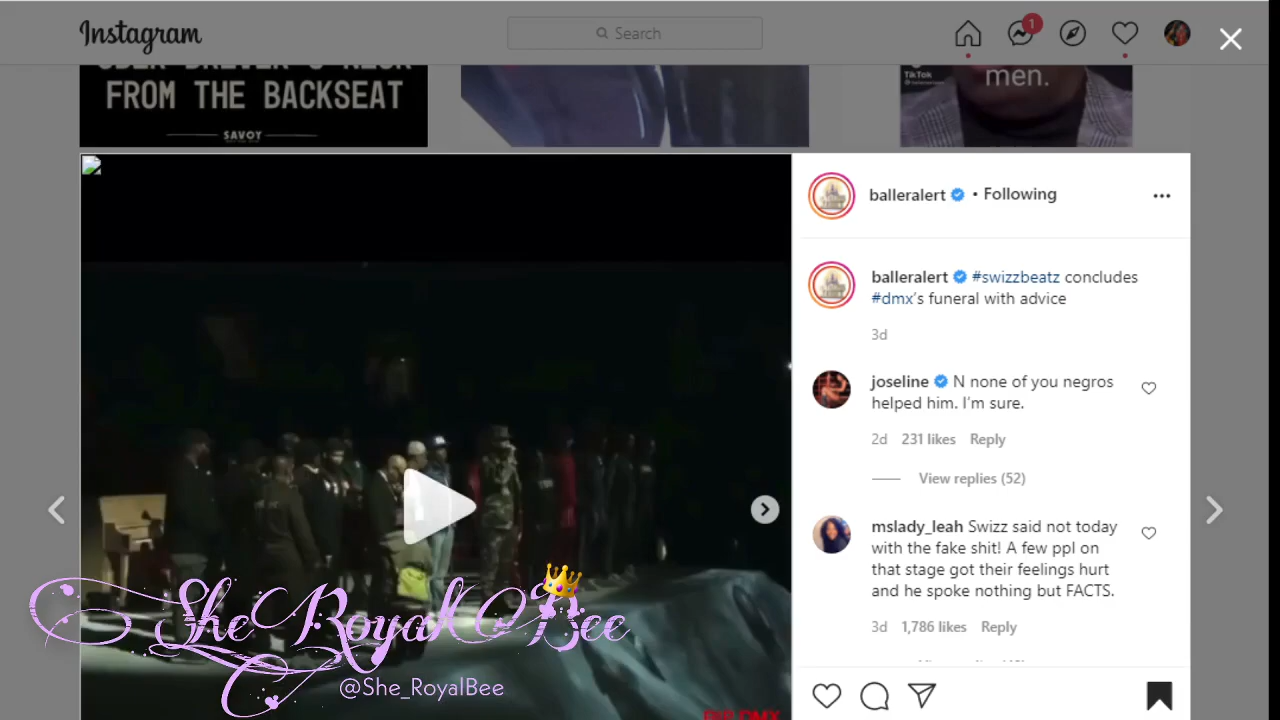 Instagram
Search
1
FROM THE BACKSEAT
SAVOY
TikTok
men.
balleralert • Following
balleralert #swizzbeatz concludes
#dmx's funeral with advice
3d
joseline N none of you negros
helped him. I'm sure.
2d 231 likes Reply
View replies (52)
mslady_leah Swizz said not today
with the fake shit! A few ppl on
that stage got their feelings hurt
and he spoke nothing but FACTS.
3d 1,786 likes Reply
SheRoyalBee
@She_RoyalBee